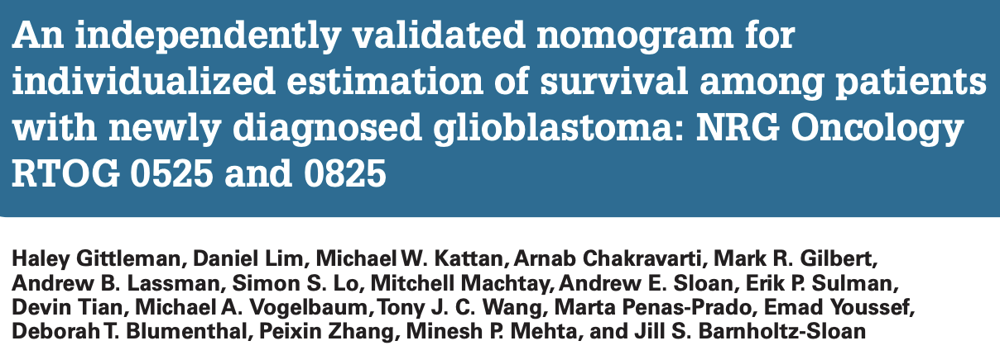 An independently validated nomogram for
individualized estimation of survival among patients
with newly diagnosed glioblastoma: NRG Oncology
RTOG 0525 and 0825
Haley Gittleman, Daniel Lim, Michael W. Kattan, Arnab Chakravarti, Mark R. Gilbert,
Andrew B. Lassman, Simon S. Lo, Mitchell Machtay, Andrew E. Sloan, Erik P. Sulman,
Devin Tian, Michael A. Vogelbaum, Tony J. C. Wang, Marta Penas-Prado, Emad Youssef,
Deborah T. Blumenthal, Peixin Zhang, Minesh P. Mehta, and Jill S. Barnholtz-Sloan